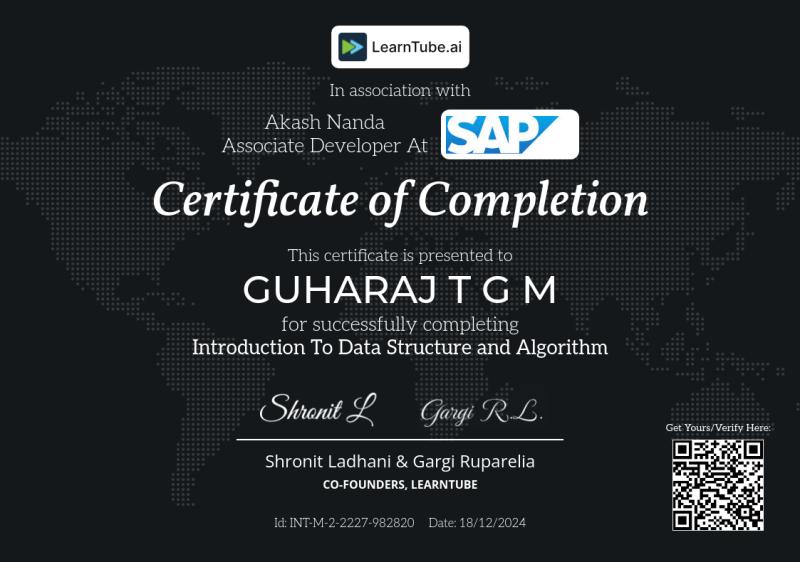 LearnTube.ai
In association with
Akash Nanda
Associate Developer At
SAP
Certificate of Completion
This certificate is presented to
GUHARAJ T G M
for successfully completing
Introduction To Data Structure and Algorithm
Shronit L
Gargi R.L.
Get Yours/Verify Here:
Shronit Ladhani & Gargi Ruparelia
CO-FOUNDERS, LEARNTUBE
Id: INT-M-2-2227-982820 Date: 18/12/2024